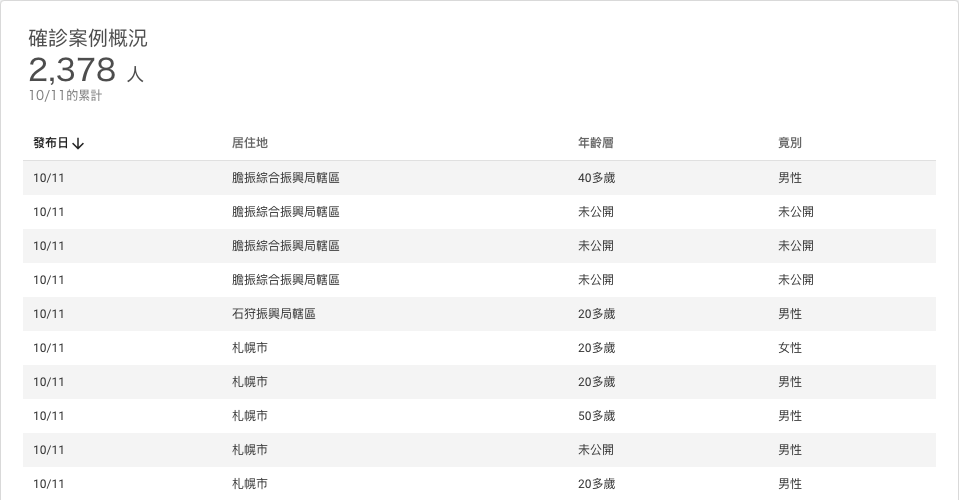 確診案例概況
2,378 人
10/11的累計
發布日↓ 居住地 年齡層 竟別
10/11 膽振綜合振興局轄區 40多歲 男性
10/11 膽振綜合振興局轄區 未公開 未公開
10/11 膽振綜合振興局轄區 未公開 未公開
10/11 膽振綜合振興局轄區 未公開 未公開
10/11 石狩振興局轄區 20多歲 男性
10/11 札幌市 20多歲 女性
10/11 札幌市 20多歲 男性
10/11 札幌市 50多歲 男性
10/11 札幌市 未公開 男性
10/11 札幌市 20多歲 男性